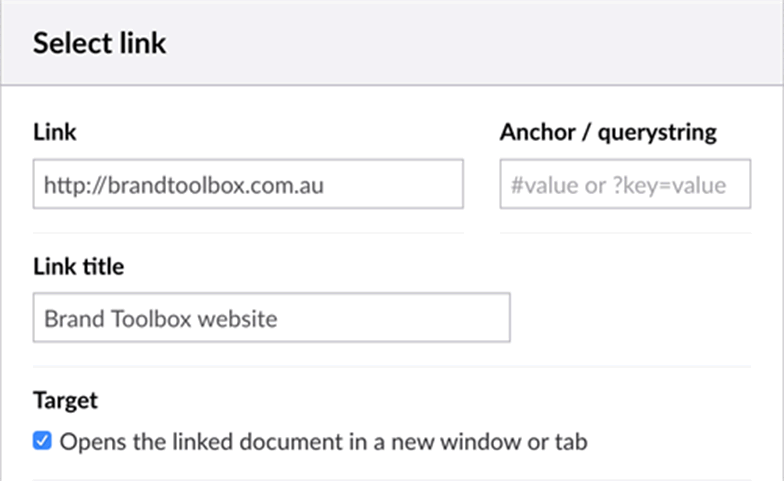 Select link
Link
Anchor / querystring
http://brandtoolbox.com.au
#value or ?key=value
Link title
Brand Toolbox website
Target
Opens the linked document in a new window or tab